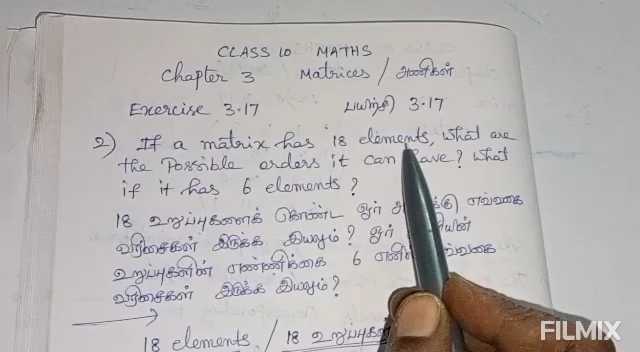 CLASS 10 MATHS
Chapter 3 Matrices / அணிகள்
Exercise 3.17 பயிற்சி 3.17
2) If a matrix has 18 elements, what are
the Possible orders it can have? What
if it has 6 elements?
18 உறுப்புகளைக் கொண்ட ஓர் எவ்வகை
வரிசைகள் இருக்க இயலும்? ஓர்
உறுப்புகளின் எண்ணிக்கை 6 எனில்
வரிசைகள் இருக்க இயலும்?
18 elements / 18 உறுப்புகள்
FILMIX